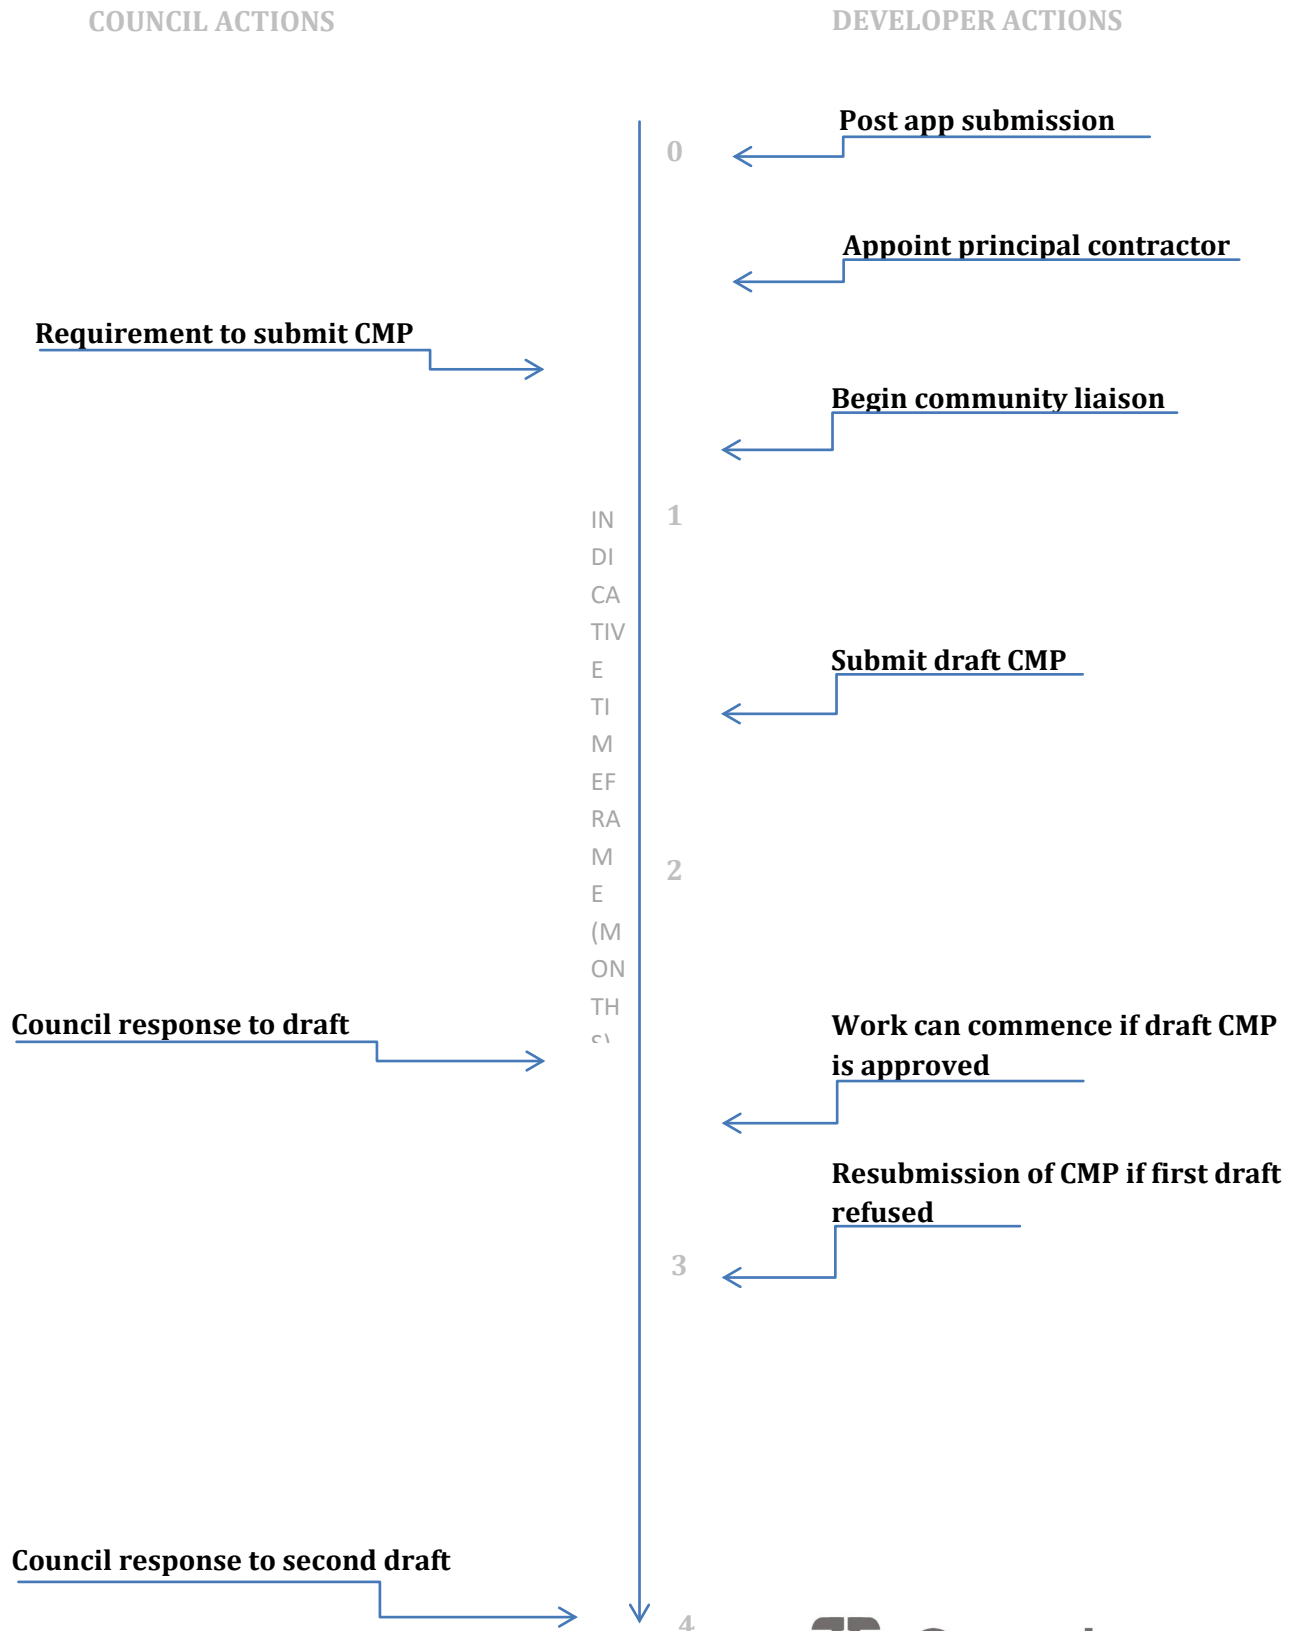 COUNCIL ACTIONS
DEVELOPER ACTIONS
Post app submission
0
Appoint principal contractor
Requirement to submit CMP
Begin community liaison
1
IN
DI
CA
TIV
E
TI
M
EF
RA
M
E
(M
ON
TH
S)
Submit draft CMP
2
Council response to draft
Work can commence if draft CMP
is approved
Resubmission of CMP if first draft
refused
3
Council response to second draft
4